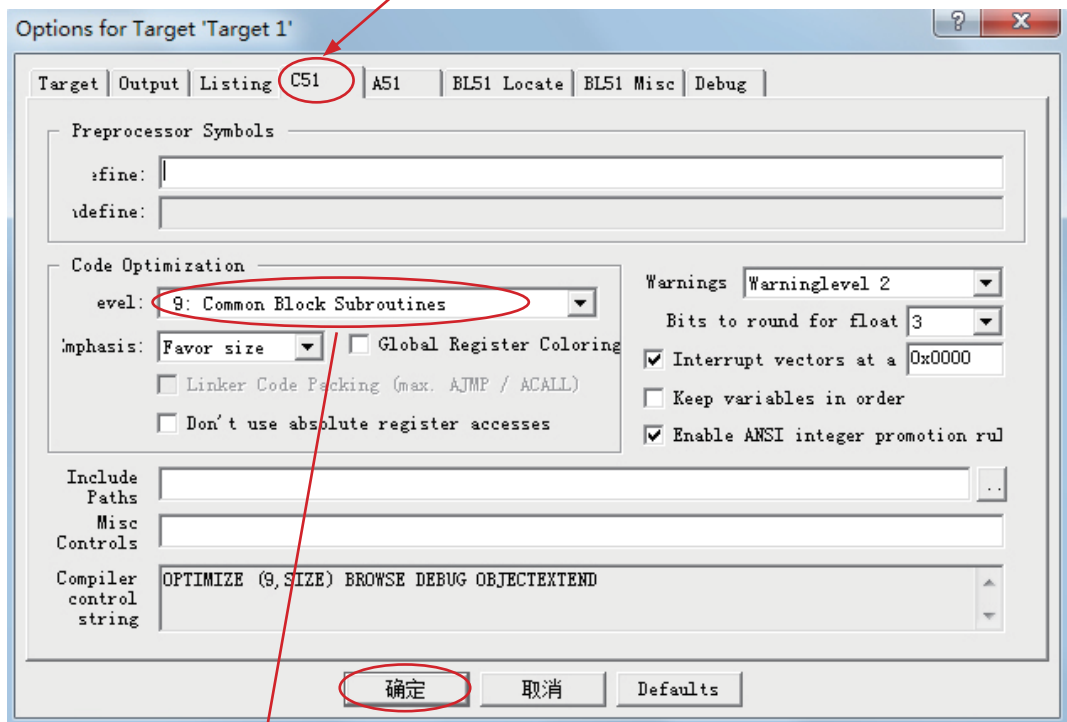 Options for Target 'Target 1'
Target Output Listing C51 A51 BL51 Locate BL51 Misc Debug
Preprocessor Symbols
efine:
define:
Code Optimization
evel: 9: Common Block Subroutines
Warnings Warninglevel 2
Bits to round for float 3
mphasis: Favor size Global Register Coloring
Interrupt vectors at a 0x0000
Linker Code Packing (max. AJMP / ACALL)
Keep variables in order
Don't use absolute register accesses
Enable ANSI integer promotion rul
Include Paths ..
Misc Controls
Compiler control string OPTIMIZE (9,SIZE) BROWSE DEBUG OBJECTEXTEND
确定 取消 Defaults